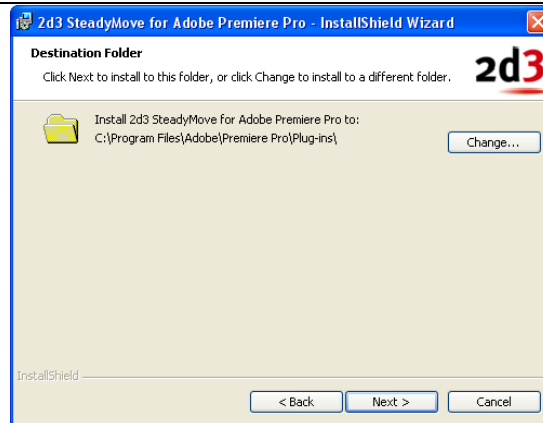 2d3 SteadyMove for Adobe Premiere Pro - InstallShield Wizard
Destination Folder
Click Next to install to this folder, or click Change to install to a different folder.
2d3
Install 2d3 SteadyMove for Adobe Premiere Pro to:
C:\Program Files\Adobe\Premiere Pro\Plug-ins\
Change...
InstallShield
< Back
Next >
Cancel